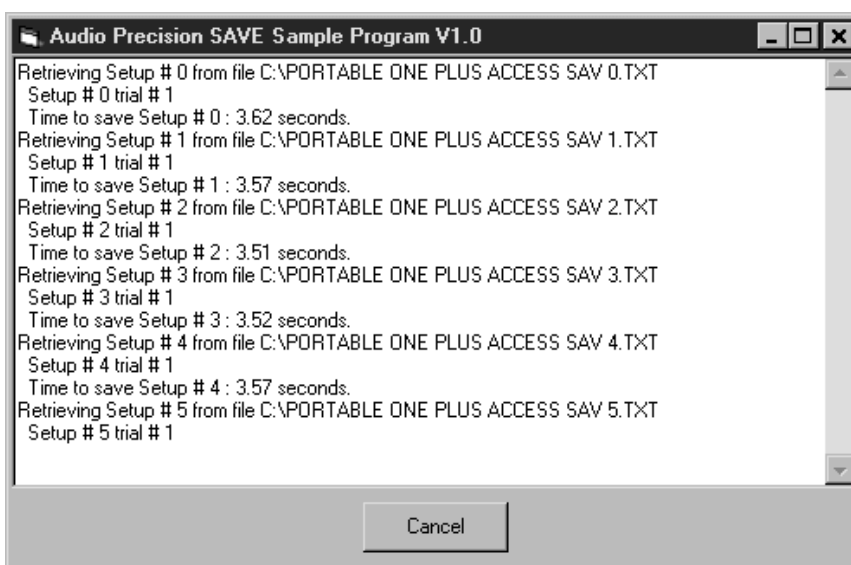 Audio Precision SAVE Sample Program V1.0
Retrieving Setup # 0 from file C:\PORTABLE ONE PLUS ACCESS SAV 0.TXT
Setup # 0 trial # 1
Time to save Setup # 0 : 3.62 seconds.
Retrieving Setup # 1 from file C:\PORTABLE ONE PLUS ACCESS SAV 1.TXT
Setup # 1 trial # 1
Time to save Setup # 1 : 3.57 seconds.
Retrieving Setup # 2 from file C:\PORTABLE ONE PLUS ACCESS SAV 2.TXT
Setup # 2 trial # 1
Time to save Setup # 2 : 3.51 seconds.
Retrieving Setup # 3 from file C:\PORTABLE ONE PLUS ACCESS SAV 3.TXT
Setup # 3 trial # 1
Time to save Setup # 3 : 3.52 seconds.
Retrieving Setup # 4 from file C:\PORTABLE ONE PLUS ACCESS SAV 4.TXT
Setup # 4 trial # 1
Time to save Setup # 4 : 3.57 seconds.
Retrieving Setup # 5 from file C:\PORTABLE ONE PLUS ACCESS SAV 5.TXT
Setup # 5 trial # 1
Cancel